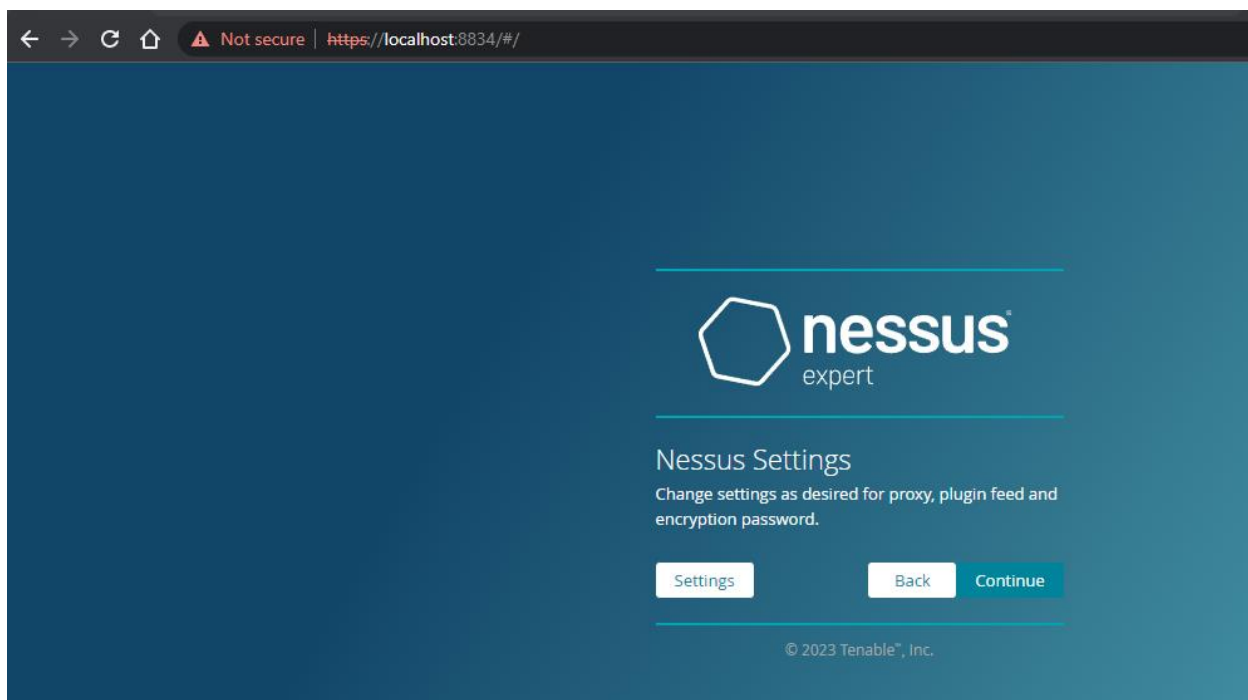 Not secure | https://localhost:8834/#/
nessus®
expert
Nessus Settings
Change settings as desired for proxy, plugin feed and
encryption password.
Settings Back Continue
© 2023 Tenable™, Inc.